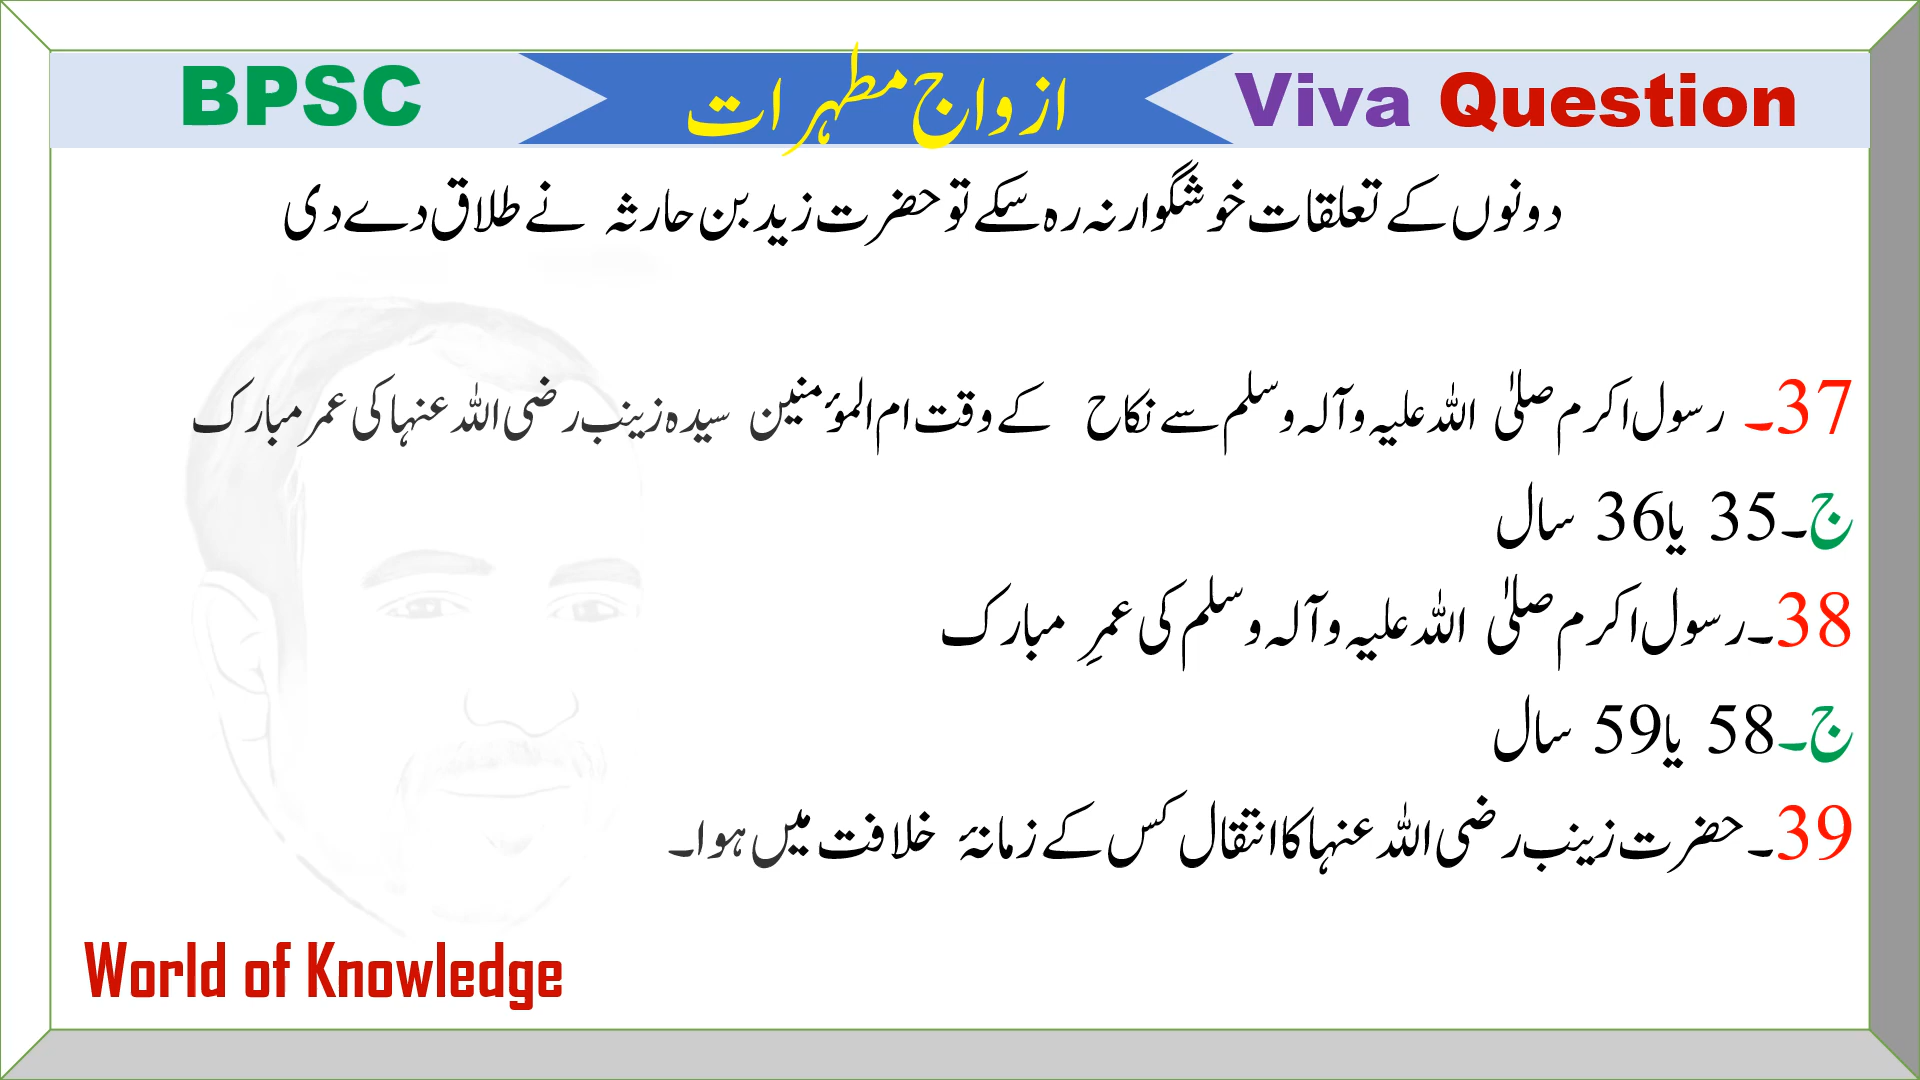 BPSC ازواج مطہرات Viva Question
دونوں کے تعلقات خوشگوار نہ رہ سکے تو حضرت زید بن حارثہ نے طلاق دے دی
37۔ رسول اکرم صلیٰ اللہ علیہ وآلہ وسلم سے نکاح کے وقت ام المؤمنین سیدہ زینب رضی اللہ عنہا کی عمر مبارک
ج۔35 یا36 سال
38۔رسول اکرم صلیٰ اللہ علیہ وآلہ وسلم کی عمرِ مبارک
ج۔58 یا59 سال
39۔ حضرت زینب رضی اللہ عنہا کا انتقال کس کے زمانۂ خلافت میں ہوا۔
World of Knowledge